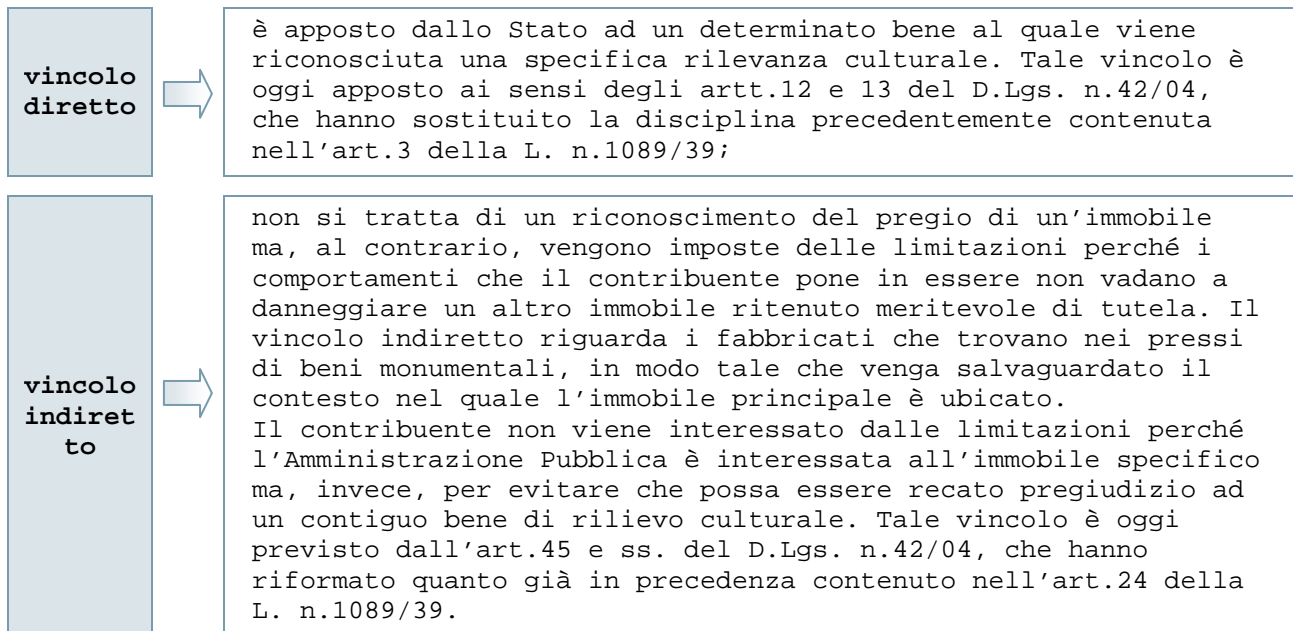 vincolo
diretto
è apposto dallo Stato ad un determinato bene al quale viene
riconosciuta una specifica rilevanza culturale. Tale vincolo è
oggi apposto ai sensi degli artt.12 e 13 del D.Lgs. n.42/04,
che hanno sostituito la disciplina precedentemente contenuta
nell’art.3 della L. n.1089/39;
vincolo
indiret
to
non si tratta di un riconoscimento del pregio di un’immobile
ma, al contrario, vengono imposte delle limitazioni perché i
comportamenti che il contribuente pone in essere non vadano a
danneggiare un altro immobile ritenuto meritevole di tutela. Il
vincolo indiretto riguarda i fabbricati che trovano nei pressi
di beni monumentali, in modo tale che venga salvaguardato il
contesto nel quale l’immobile principale è ubicato.
Il contribuente non viene interessato dalle limitazioni perché
l’Amministrazione Pubblica è interessata all’immobile specifico
ma, invece, per evitare che possa essere recato pregiudizio ad
un contiguo bene di rilievo culturale. Tale vincolo è oggi
previsto dall’art.45 e ss. del D.Lgs. n.42/04, che hanno
riformato quanto già in precedenza contenuto nell’art.24 della
L. n.1089/39.